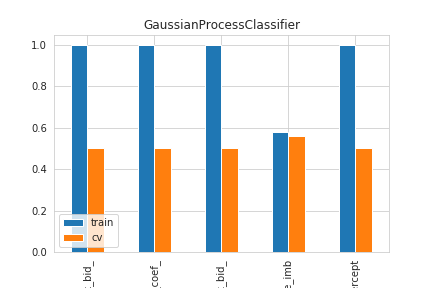 GaussianProcessClassifier
1.0
0.8
0.6
0.4
0.2
0.0
train
cv
_bid_
coef_
_bid_
e_imb
ercept